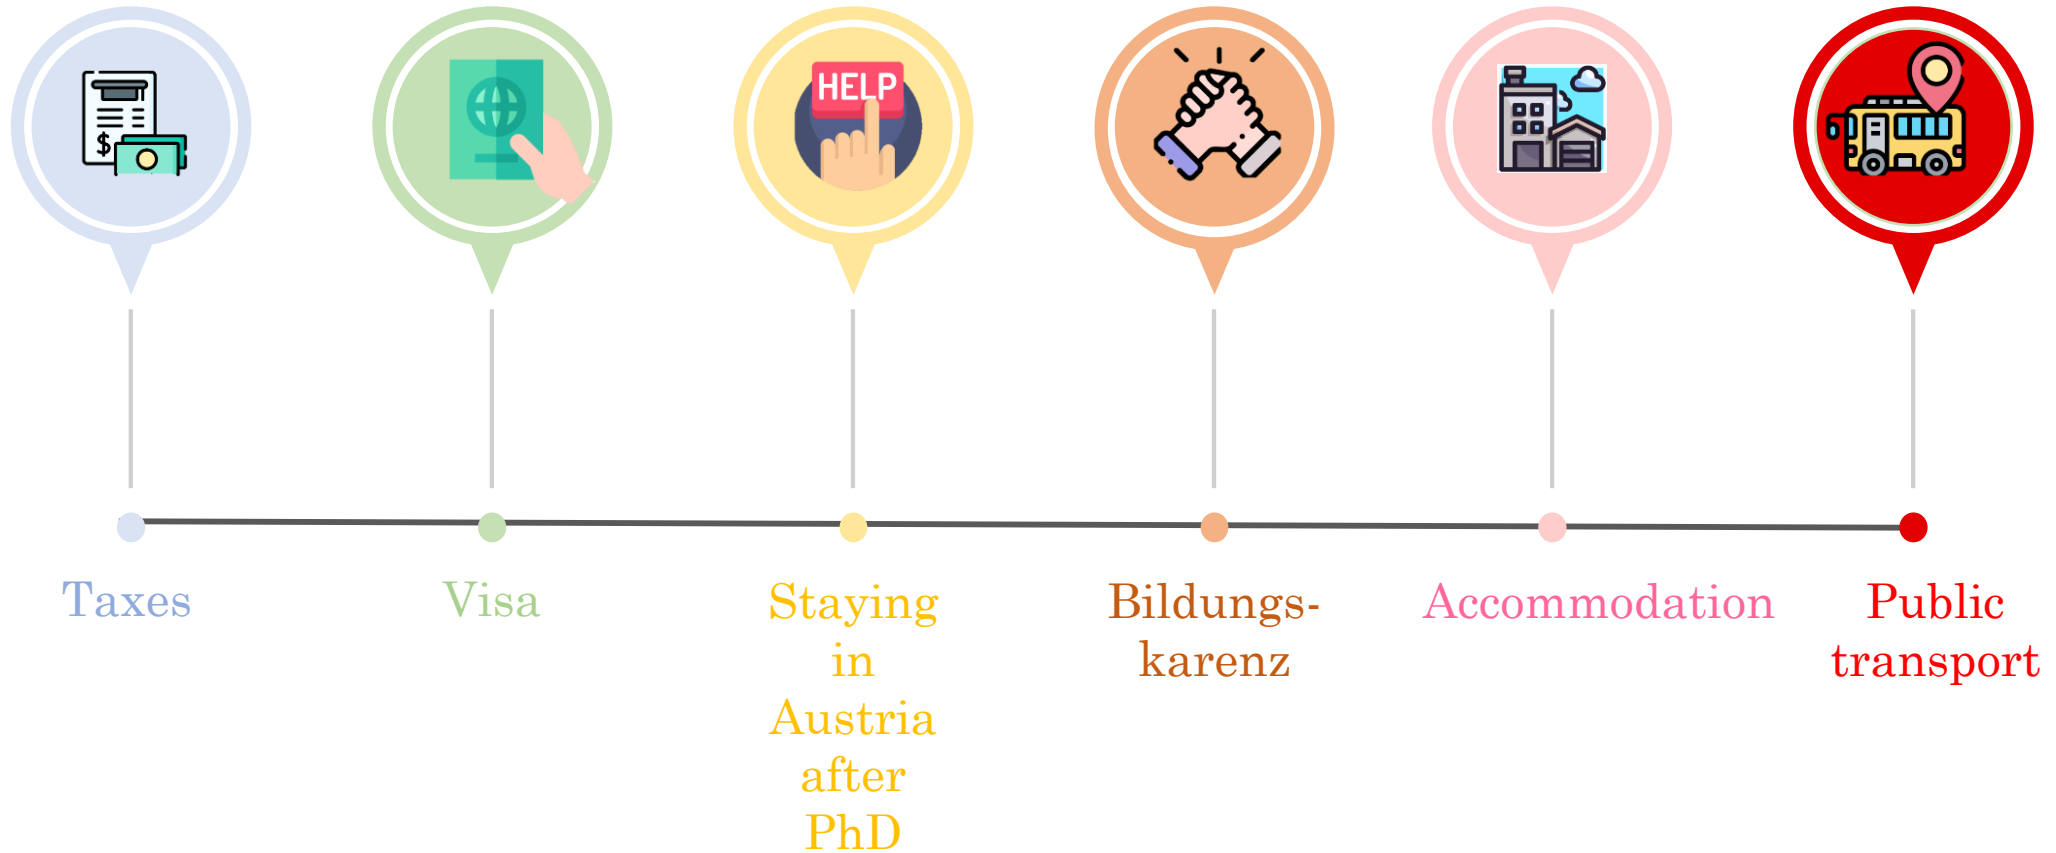 $
HELP
Taxes
Visa
Staying
in
Austria
after
PhD
Bildungs-
karenz
Accommodation
Public
transport